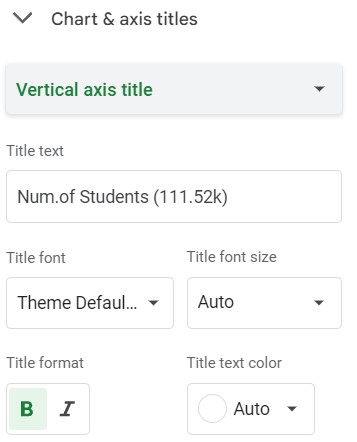 Chart & axis titles
Vertical axis title
Title text
Num.of Students (111.52k)
Title font Title font size
Theme Defaul... Auto
Title format Title text color
B I Auto